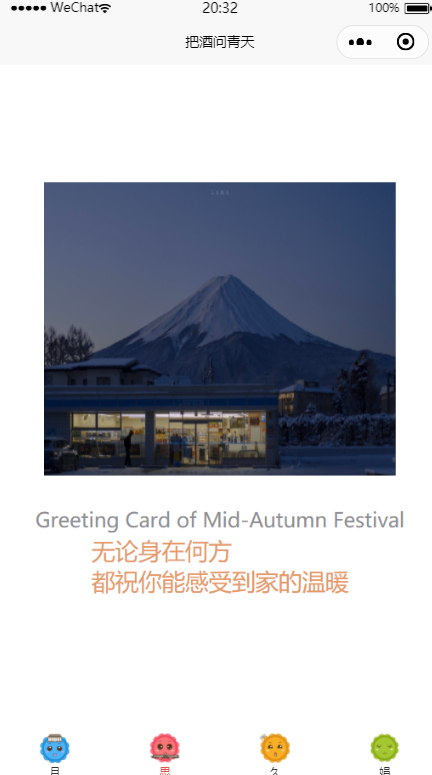 WeChat
20:32
100%
把酒问青天
Greeting Card of Mid-Autumn Festival
无论身在何方
都祝你能感受到家的温暖
月
思
久
娟